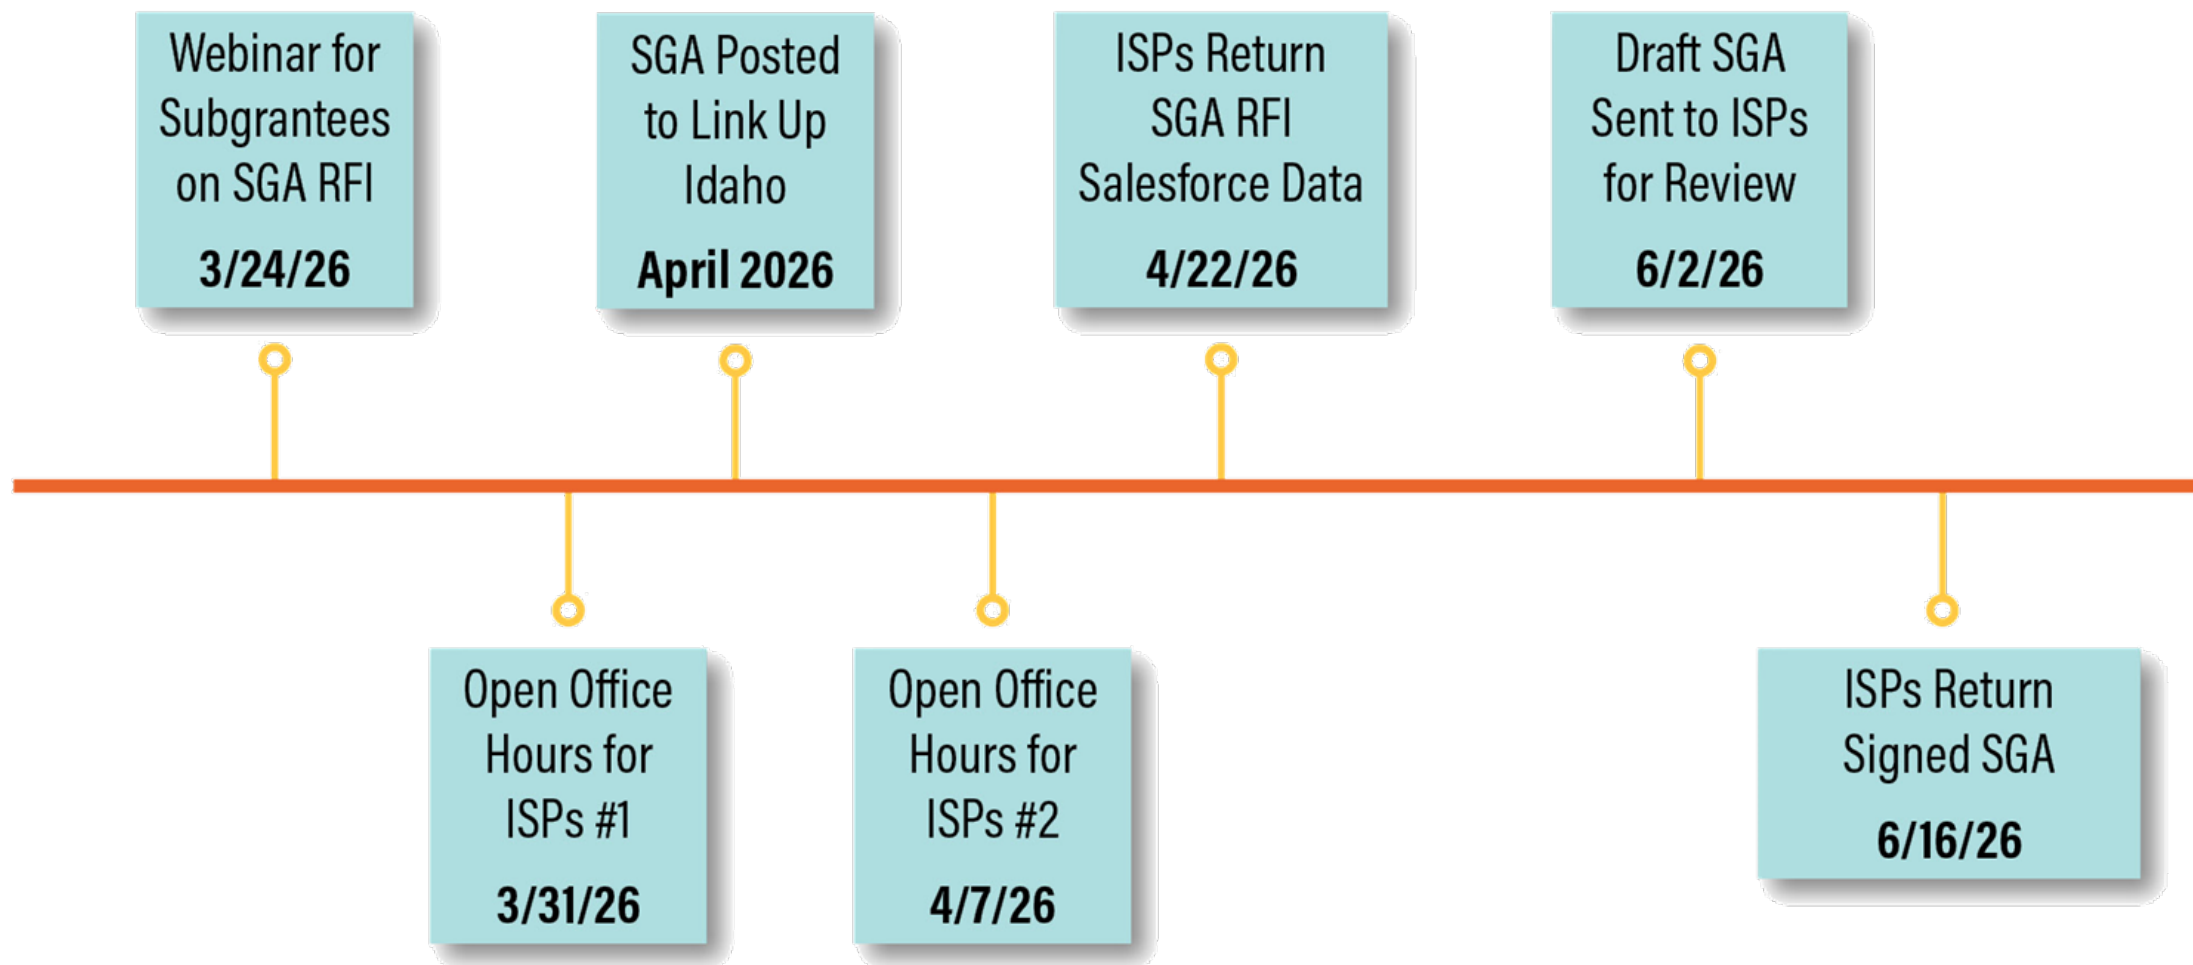 Webinar for
Subgrantees
on SGA RFI
3/24/26
SGA Posted
to Link Up
Idaho
April 2026
ISPs Return
SGA RFI
Salesforce Data
4/22/26
Draft SGA
Sent to ISPs
for Review
6/2/26
Open Office
Hours for
ISPs #1
3/31/26
Open Office
Hours for
ISPs #2
4/7/26
ISPs Return
Signed SGA
6/16/26